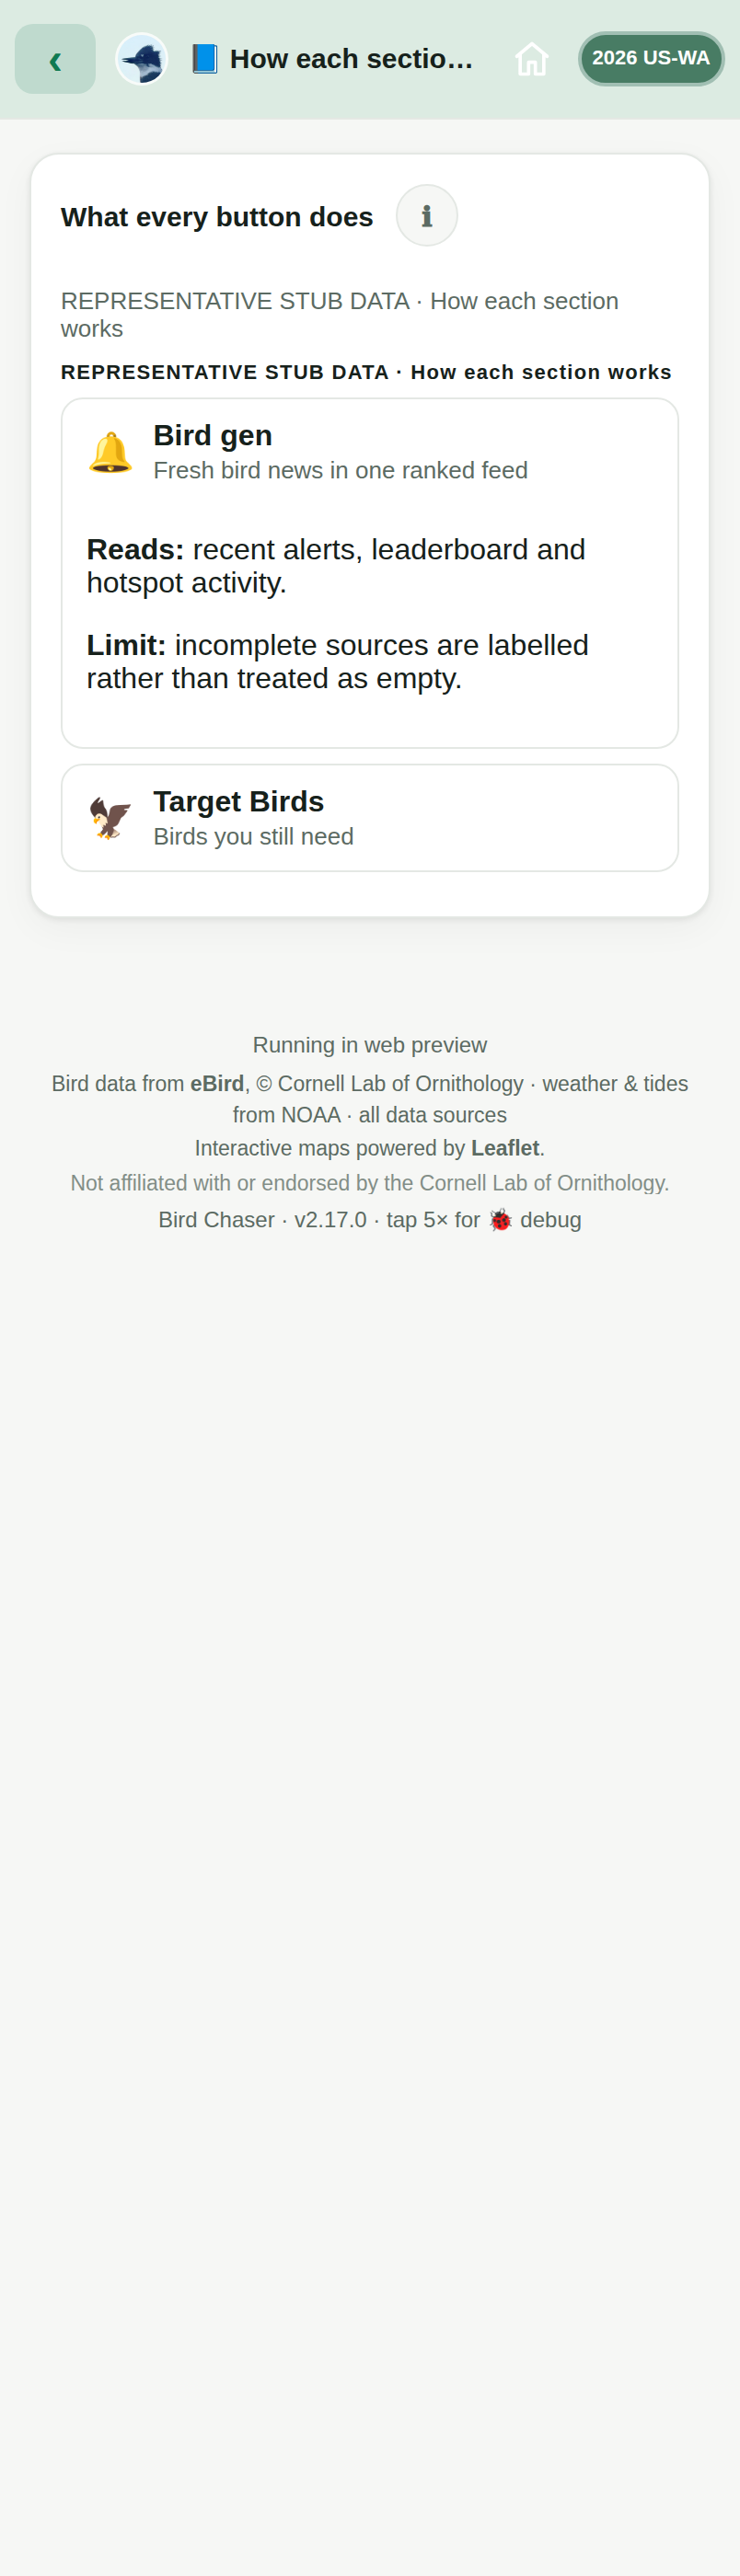 ‹ 📘 How each sectio… 2026 US-WA
What every button does ℹ
REPRESENTATIVE STUB DATA · How each section
works
REPRESENTATIVE STUB DATA · How each section works
🔔 Bird gen
Fresh bird news in one ranked feed
Reads: recent alerts, leaderboard and
hotspot activity.
Limit: incomplete sources are labelled
rather than treated as empty.
🦅 Target Birds
Birds you still need
Running in web preview
Bird data from eBird, © Cornell Lab of Ornithology · weather & tides
from NOAA · all data sources
Interactive maps powered by Leaflet.
Not affiliated with or endorsed by the Cornell Lab of Ornithology.
Bird Chaser · v2.17.0 · tap 5× for 🐞 debug